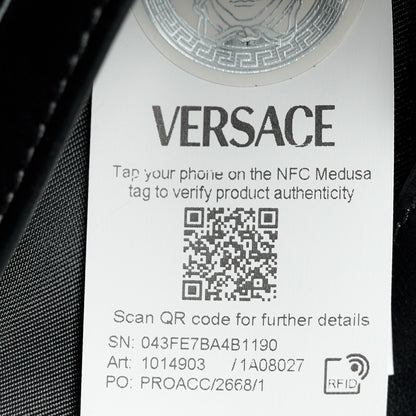 VERSACE
Tap your phone on the NFC Medusa
tag to verify product authenticity
Scan QR code for further details
SN: 043FE7BA4B1190
Art: 1014903 /1A08027
PO: PROACC/2668/1
RFID